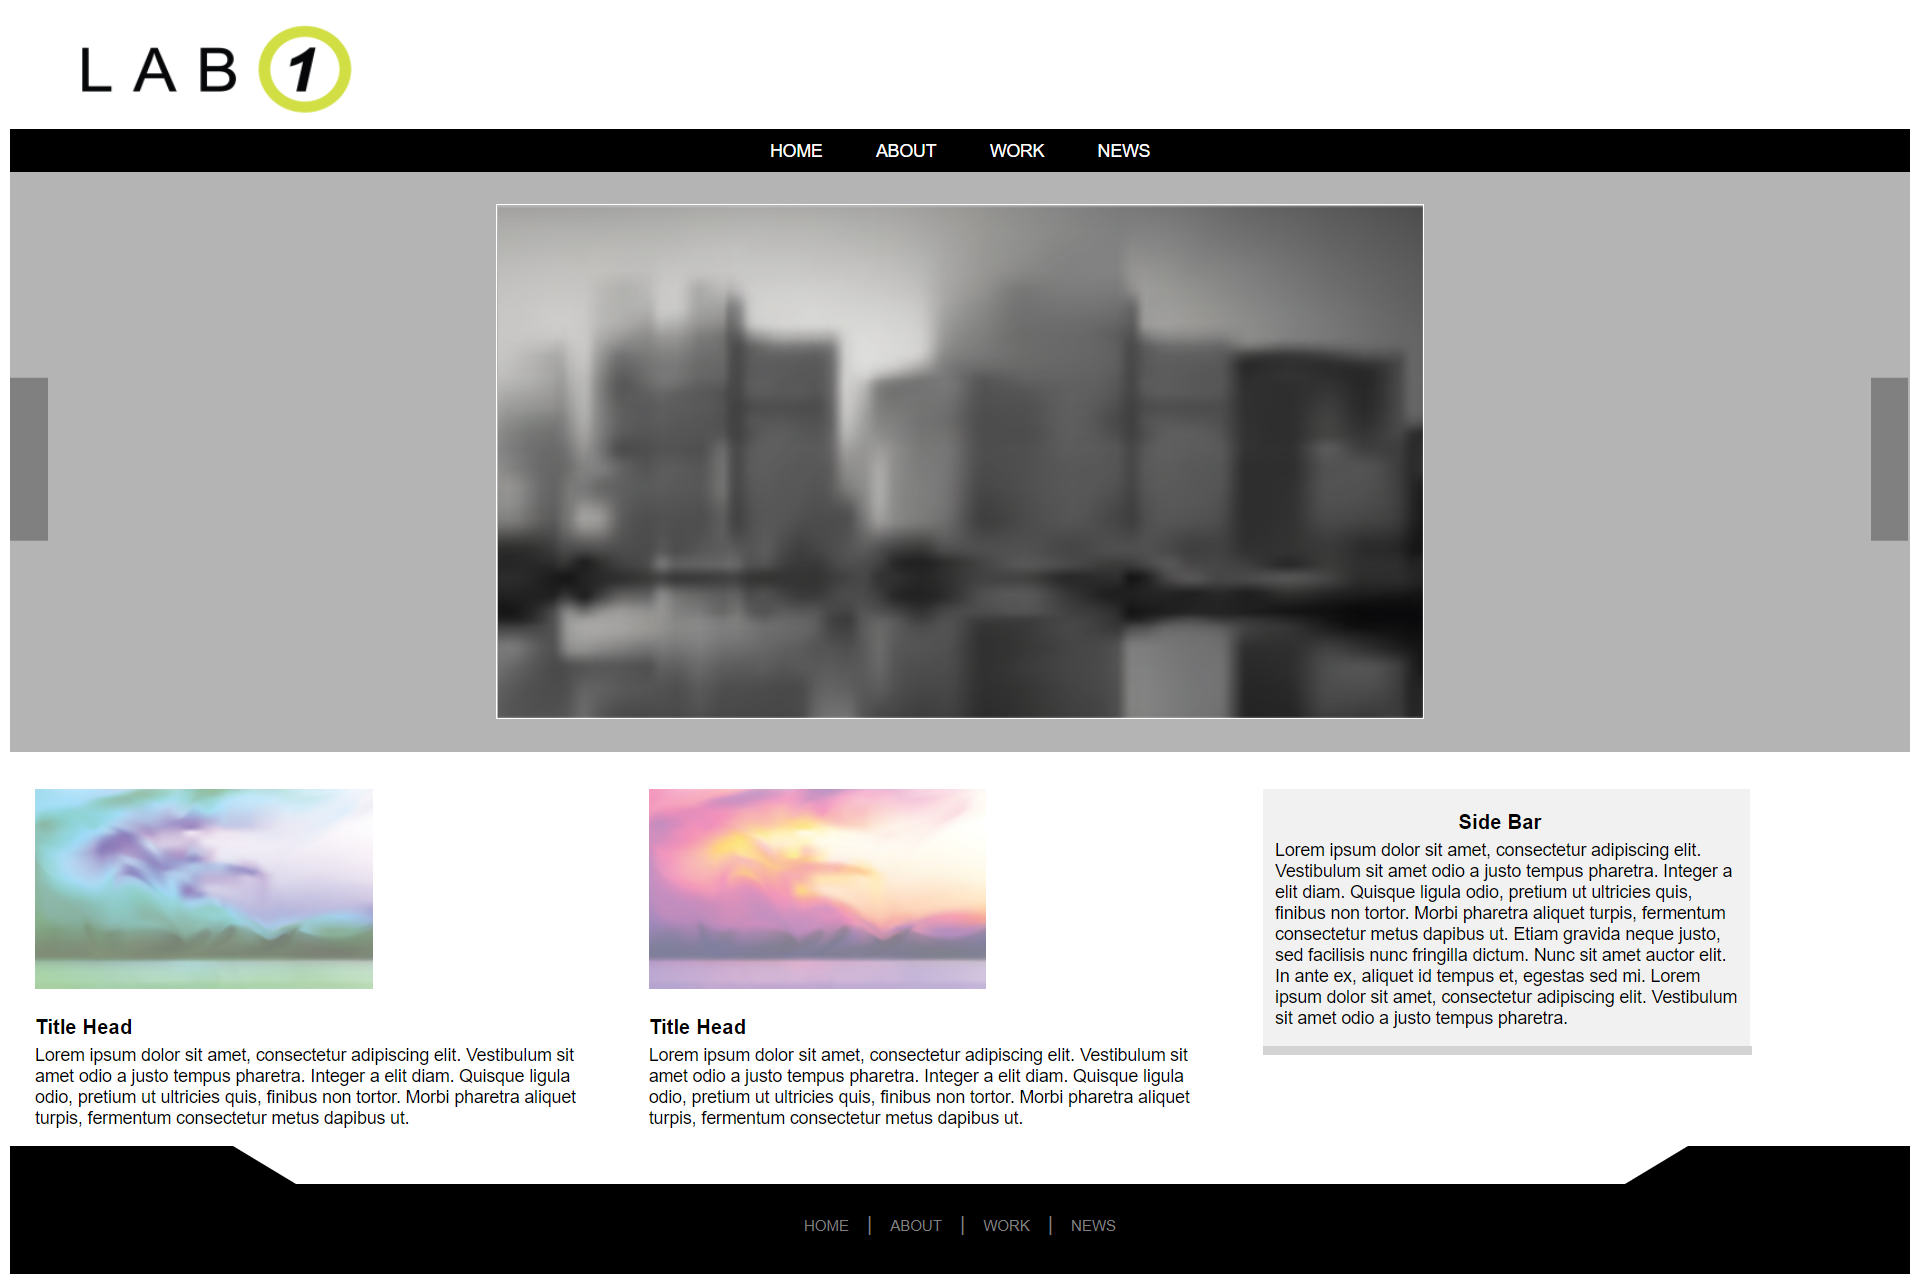 LAB 1
HOME ABOUT WORK NEWS
Title Head
Lorem ipsum dolor sit amet, consectetur adipiscing elit. Vestibulum sit
amet odio a justo tempus pharetra. Integer a elit diam. Quisque ligula
odio, pretium ut ultricies quis, finibus non tortor. Morbi pharetra aliquet
turpis, fermentum consectetur metus dapibus ut.
Title Head
Lorem ipsum dolor sit amet, consectetur adipiscing elit. Vestibulum sit
amet odio a justo tempus pharetra. Integer a elit diam. Quisque ligula
odio, pretium ut ultricies quis, finibus non tortor. Morbi pharetra aliquet
turpis, fermentum consectetur metus dapibus ut.
Side Bar
Lorem ipsum dolor sit amet, consectetur adipiscing elit.
Vestibulum sit amet odio a justo tempus pharetra. Integer a
elit diam. Quisque ligula odio, pretium ut ultricies quis,
finibus non tortor. Morbi pharetra aliquet turpis, fermentum
consectetur metus dapibus ut. Etiam gravida neque justo,
sed facilisis nunc fringilla dictum. Nunc sit amet auctor elit.
In ante ex, aliquet id tempus et, egestas sed mi. Lorem
ipsum dolor sit amet, consectetur adipiscing elit. Vestibulum
sit amet odio a justo tempus pharetra.
HOME | ABOUT | WORK | NEWS